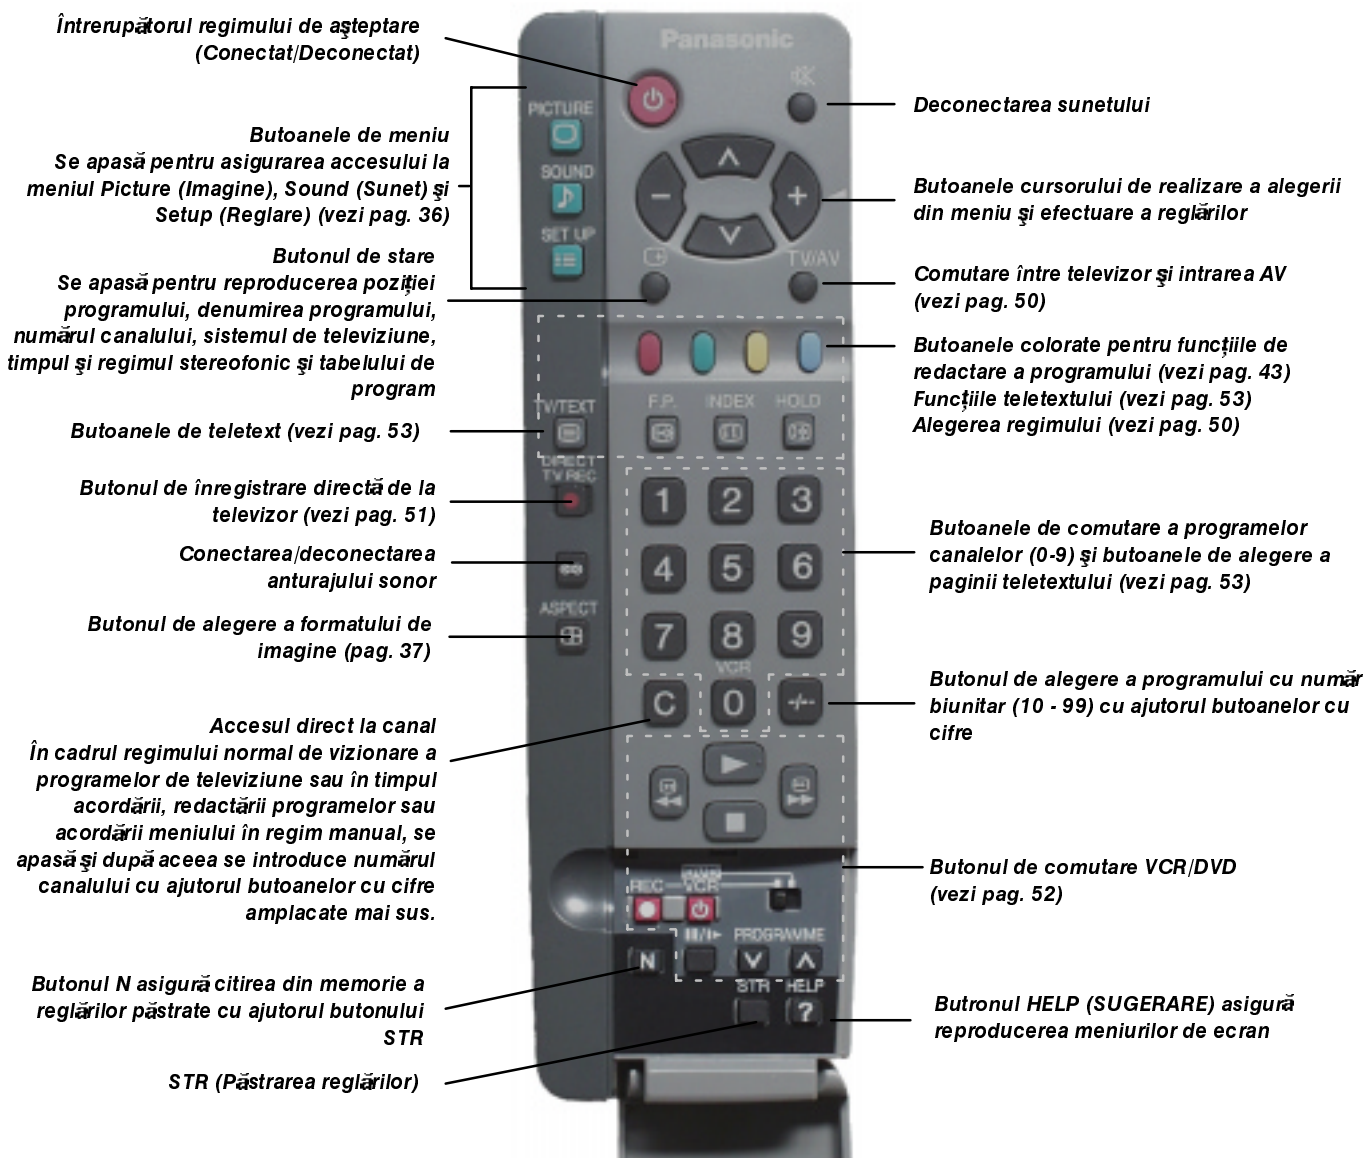 Întrerupătorul regimului de aşteptare
(Conectat/Deconectat)
Butoanele de meniu
Se apasă pentru asigurarea accesului la
meniul Picture (Imagine), Sound (Sunet) şi
Setup (Reglare) (vezi pag. 36)
Butonul de stare
Se apasă pentru reproducerea poziţiei
programului, denumirea programului,
numărul canalului, sistemul de televiziune,
timpul şi regimul stereofonic şi tabelului de
program
Butoanele de teletext (vezi pag. 53)
Butonul de înregistrare directă de la
televizor (vezi pag. 51)
Conectarea/deconectarea
anturajului sonor
Butonul de alegere a formatului de
imagine (pag. 37)
Accesul direct la canal
În cadrul regimului normal de vizionare a
programelor de televiziune sau în timpul
acordării, redactării programelor sau
acordării meniului în regim manual, se
apasă şi după aceea se introduce numărul
canalului cu ajutorul butoanelor cu cifre
amplacate mai sus.
Butonul N asigură citirea din memorie a
reglărilor păstrate cu ajutorul butonului
STR
STR (Păstrarea reglărilor)
Panasonic
PICTURE
SOUND
SET UP
TV/AV
TV/TEXT
F.P. INDEX HOLD
DIRECT
TV REC
1 2 3
4 5 6
ASPECT
7 8 9
VCR
C 0 -/--
REC VCR
PROGRAMME
N
STR HELP
?
Deconectarea sunetului
Butoanele cursorului de realizare a alegerii
din meniu şi efectuare a reglărilor
Comutare între televizor şi intrarea AV
(vezi pag. 50)
Butoanele colorate pentru funcţiile de
redactare a programului (vezi pag. 43)
Funcţiile teletextului (vezi pag. 53)
Alegerea regimului (vezi pag. 50)
Butoanele de comutare a programelor
canalelor (0-9) şi butoanele de alegere a
paginii teletextului (vezi pag. 53)
Butonul de alegere a programului cu număr
biunitar (10 - 99) cu ajutorul butoanelor cu
cifre
Butonul de comutare VCR/DVD
(vezi pag. 52)
Butronul HELP (SUGERARE) asigură
reproducerea meniurilor de ecran